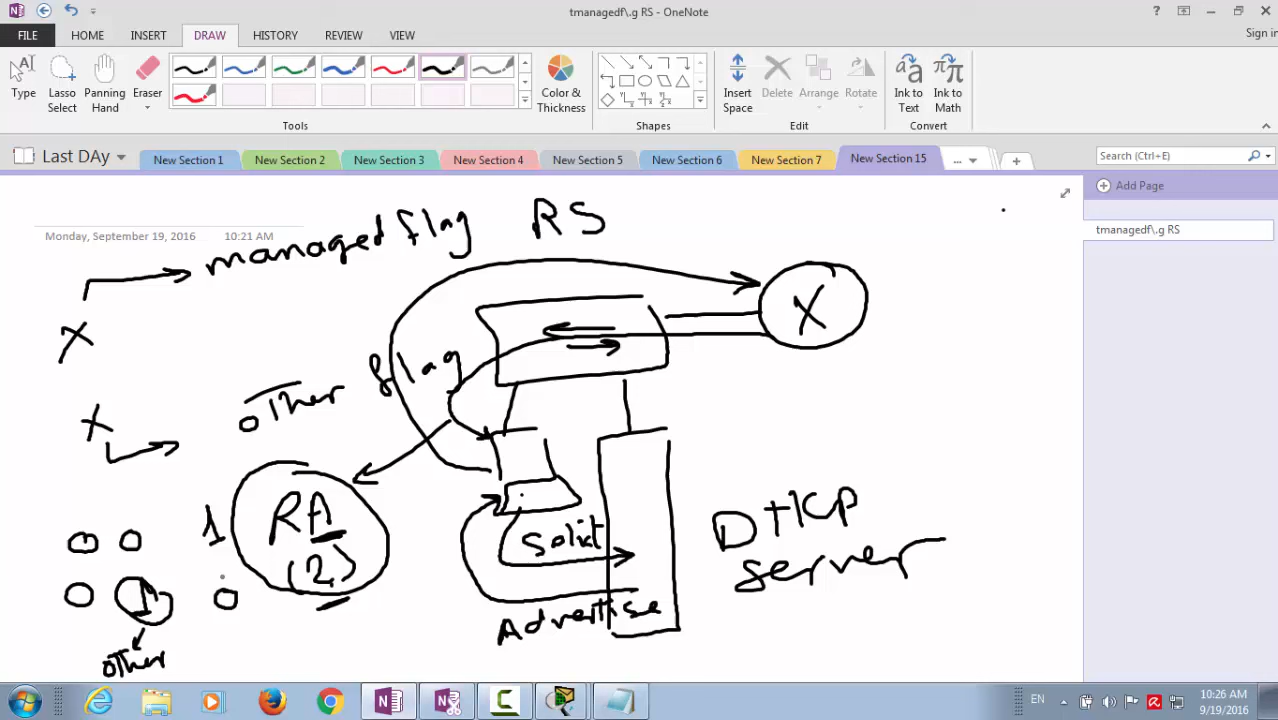 tmanagedf\.g RS - OneNote
FILE HOME INSERT DRAW HISTORY REVIEW VIEW
Sign in
Type
Lasso Select
Panning Hand
Eraser
Color & Thickness
Insert Space
Delete
Arrange
Rotate
Ink to Text
Ink to Math
Tools
Shapes
Edit
Convert
Last DAy
New Section 1
New Section 2
New Section 3
New Section 4
New Section 5
New Section 6
New Section 7
New Section 15
...
Search (Ctrl+E)
Add Page
tmanagedf\.g RS
Monday, September 19, 2016 10:21 AM
managed flag RS
X
X
other flag
X
RA
(2)
1
1
other
Solict
Advertise
DHCP
server
EN
10:26 AM
9/19/2016